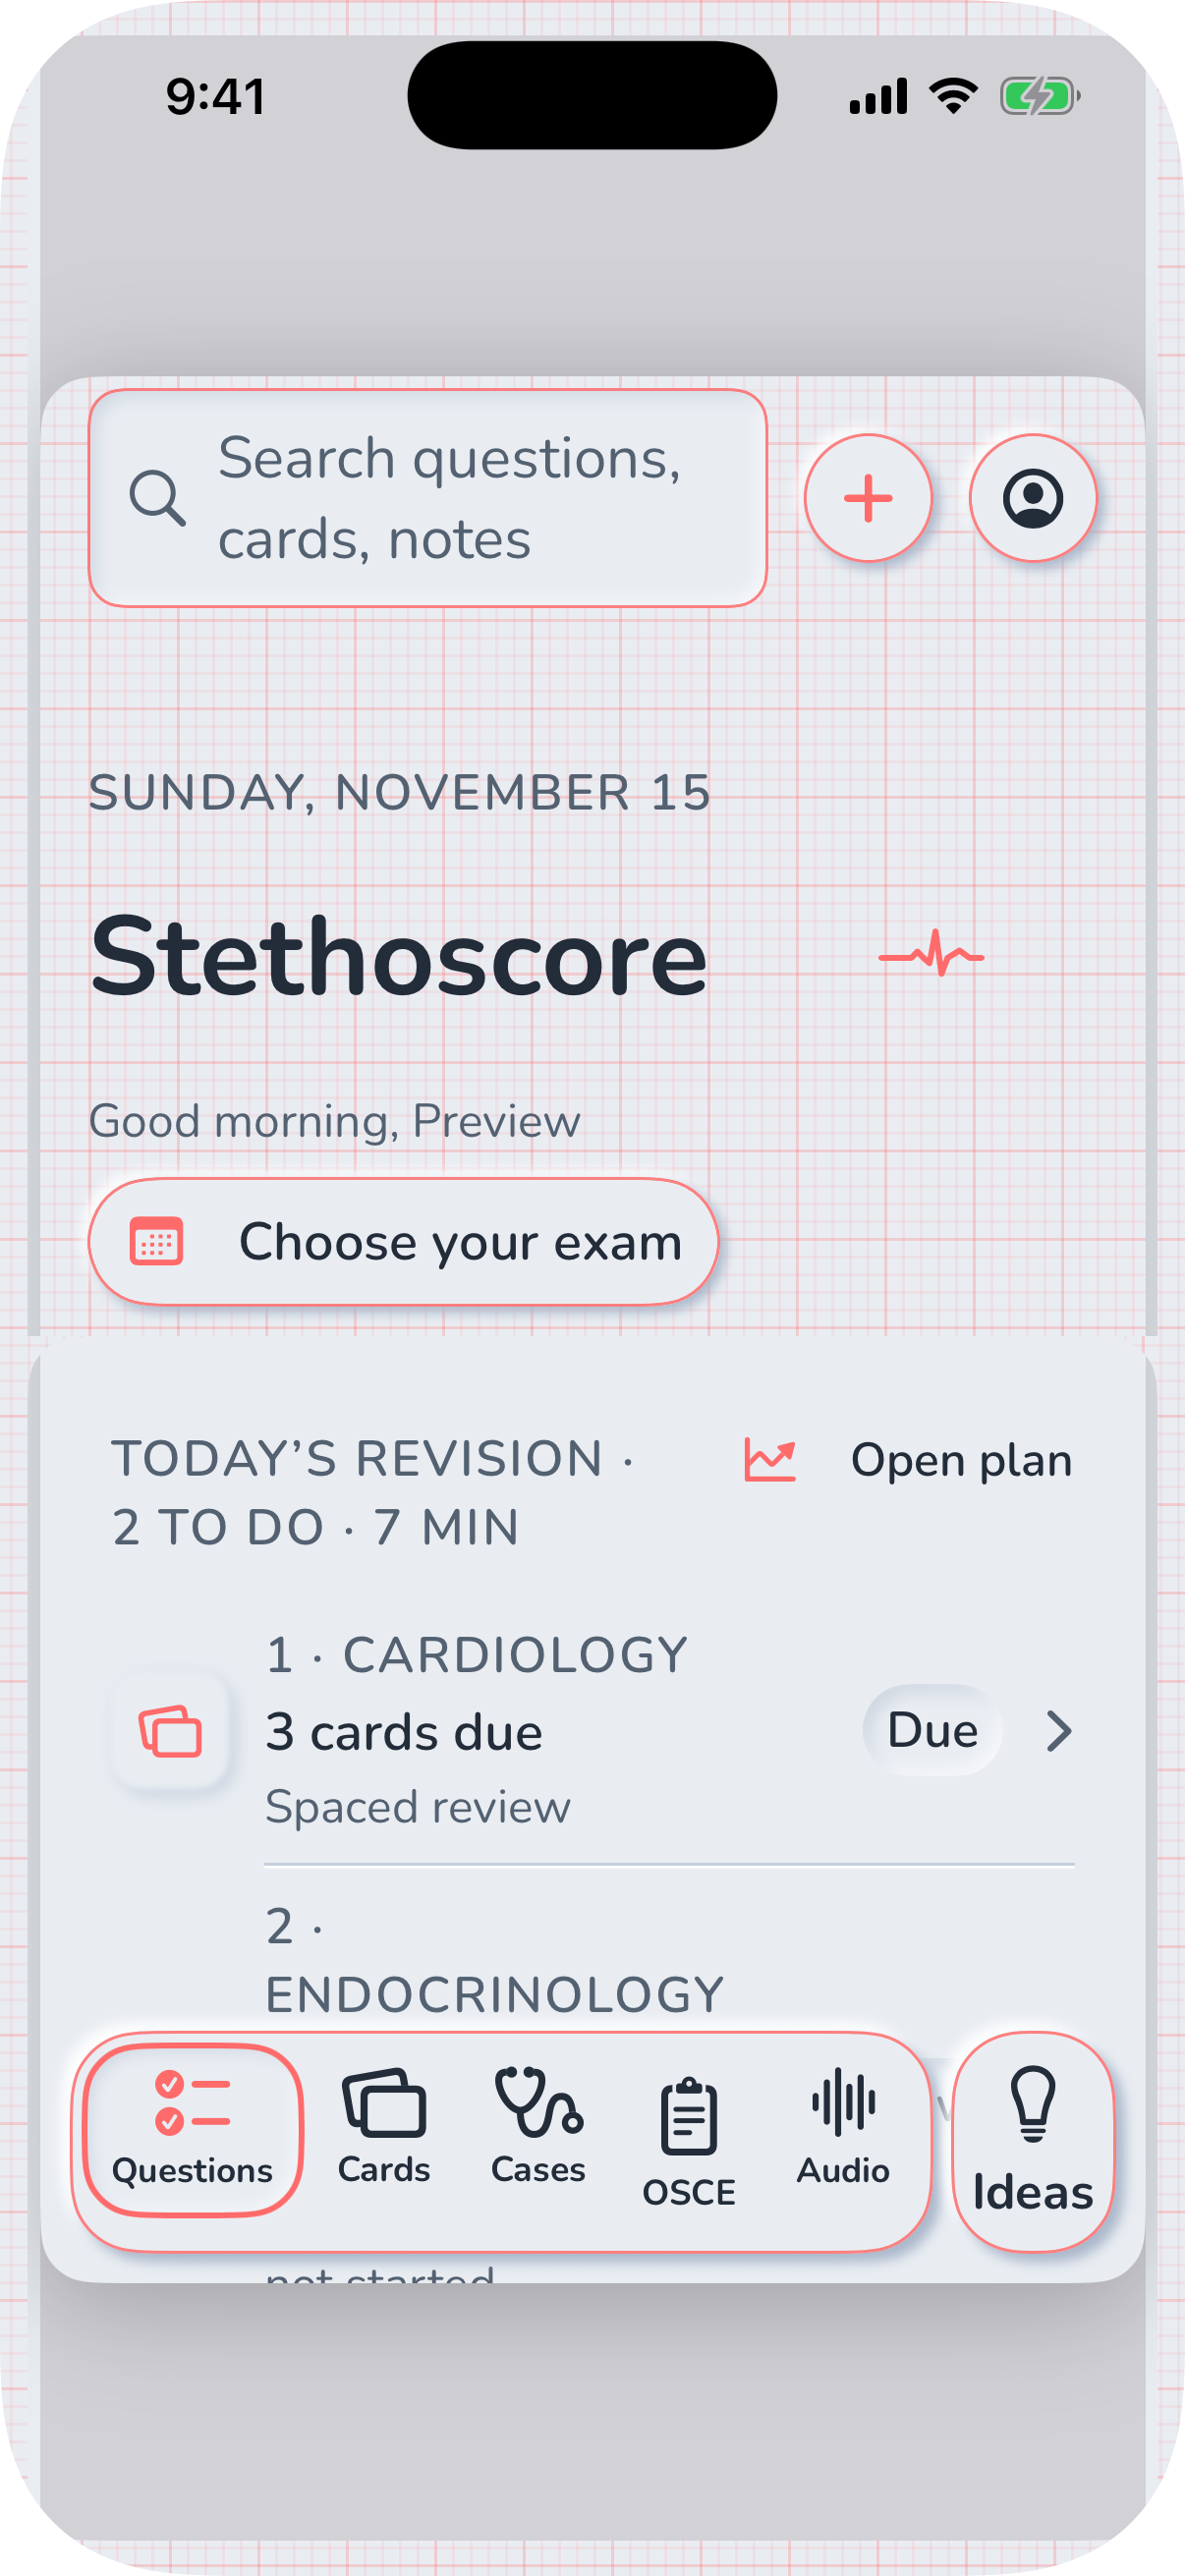 9:41
Search questions,
cards, notes
SUNDAY, NOVEMBER 15
Stethoscore
Good morning, Preview
Choose your exam
TODAY’S REVISION ·
2 TO DO · 7 MIN
Open plan
1 · CARDIOLOGY
3 cards due
Spaced review
Due
2 ·
ENDOCRINOLOGY
Questions
Cards
Cases
OSCE
Audio
Ideas
not started